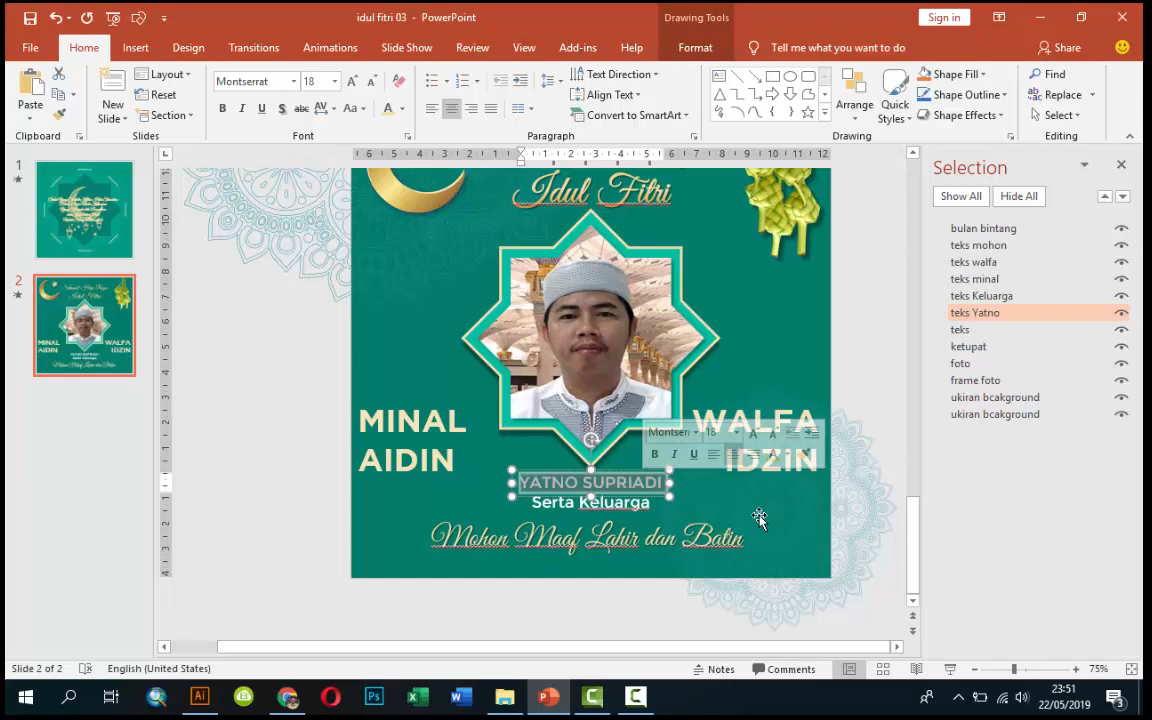 idul fitri 03 - PowerPoint
Drawing Tools
Sign in
File
Home
Insert
Design
Transitions
Animations
Slide Show
Review
View
Add-ins
Help
Format
Tell me what you want to do
Share
Paste
Clipboard
New Slide
Layout
Reset
Section
Slides
Montserrat
18
Font
Paragraph
Text Direction
Align Text
Convert to SmartArt
Drawing
Arrange
Quick Styles
Shape Fill
Shape Outline
Shape Effects
Find
Replace
Select
Editing
1
2
Idul Fitri
MINAL
AIDIN
WALFA
IDZIN
YATNO SUPRIADI
Serta Keluarga
Mohon Maaf Lahir dan Batin
Selection
Show All
Hide All
bulan bintang
teks mohon
teks walfa
teks minal
teks Keluarga
teks Yatno
teks
ketupat
foto
frame foto
ukiran bcakground
ukiran bcakground
Slide 2 of 2
English (United States)
Notes
Comments
75%
23:51
22/05/2019